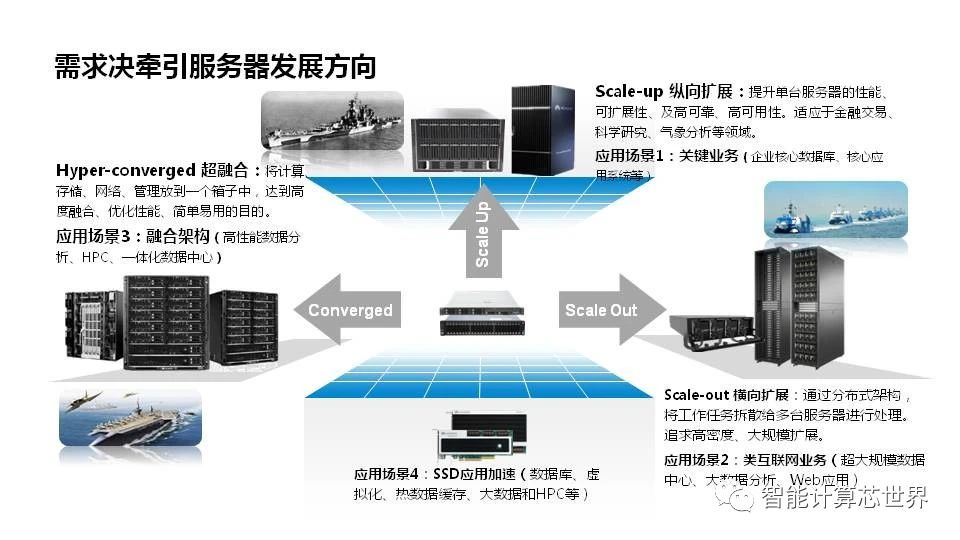 需求决牵引服务器发展方向
Scale-up 纵向扩展：提升单台服务器的性能、
可扩展性、及高可靠、高可用性。适应于金融交易、
科学研究、气象分析等领域。
应用场景1：关键业务（企业核心数据库、核心应
用系统等）
Hyper-converged 超融合：将计算、
存储、网络、管理放到一个箱子中，达到高
度融合、优化性能、简单易用的目的。
应用场景3：融合架构（高性能数据分
析、HPC、一体化数据中心）
Scale Up
Converged
Scale Out
Scale-out 横向扩展：通过分布式架构，
将工作任务拆散给多台服务器进行处理。
追求高密度、大规模扩展。
应用场景2：类互联网业务（超大规模数据
中心、大数据分析、Web应用）
应用场景4：SSD应用加速（数据库、虚
拟化、热数据缓存、大数据和HPC等）
智能计算芯世界